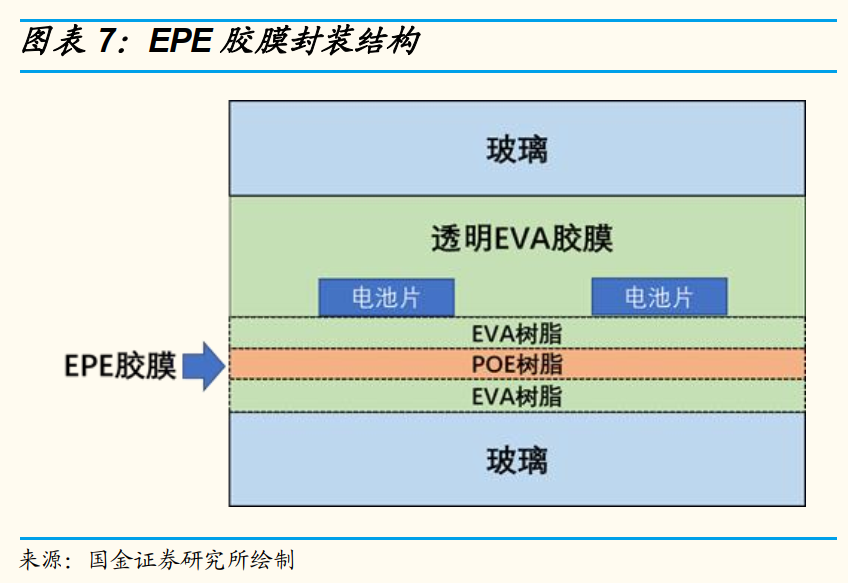 图表 7：EPE 胶膜封装结构
玻璃
透明EVA胶膜
电池片
电池片
EVA树脂
EPE胶膜
POE树脂
EVA树脂
玻璃
来源：国金证券研究所绘制